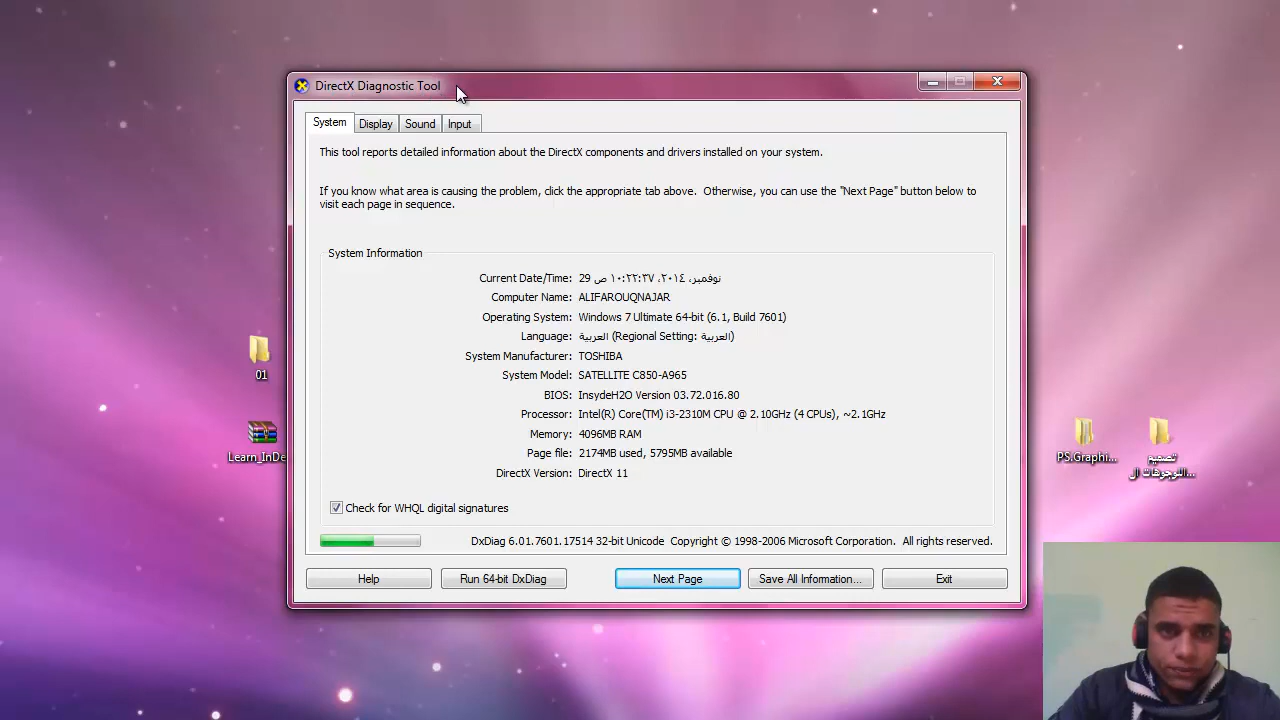 DirectX Diagnostic Tool
System Display Sound Input
This tool reports detailed information about the DirectX components and drivers installed on your system.
If you know what area is causing the problem, click the appropriate tab above. Otherwise, you can use the "Next Page" button below to
visit each page in sequence.
System Information
Current Date/Time: 29 نوفمبر، ٢٠١٤، ١٠:٢٢:٣٧ ص
Computer Name: ALIFAROUQNAJAR
Operating System: Windows 7 Ultimate 64-bit (6.1, Build 7601)
Language: العربية (Regional Setting: العربية)
System Manufacturer: TOSHIBA
System Model: SATELLITE C850-A965
BIOS: InsydeH2O Version 03.72.016.80
Processor: Intel(R) Core(TM) i3-2310M CPU @ 2.10GHz (4 CPUs), ~2.1GHz
Memory: 4096MB RAM
Page file: 2174MB used, 5795MB available
DirectX Version: DirectX 11
Check for WHQL digital signatures
DxDiag 6.01.7601.17514 32-bit Unicode Copyright © 1998-2006 Microsoft Corporation. All rights reserved.
Help Run 64-bit DxDiag Next Page Save All Information... Exit
01
Learn_InDe
PS.Graphi...
تصميم
اللوجوهات ال...